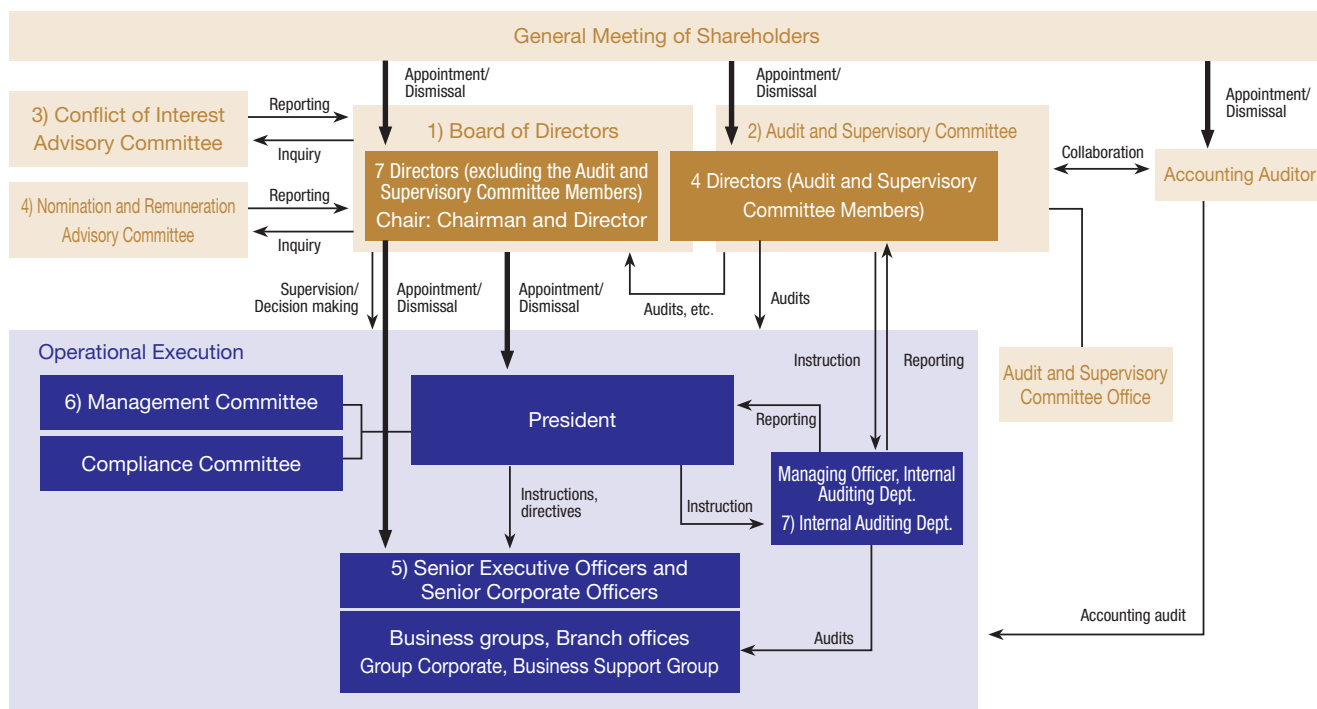 General Meeting of Shareholders
Appointment/
Dismissal
Appointment/
Dismissal
Appointment/
Dismissal
3) Conflict of Interest
Advisory Committee
Reporting
Inquiry
1) Board of Directors
2) Audit and Supervisory Committee
Collaboration
Accounting Auditor
7 Directors (excluding the Audit and
Supervisory Committee Members)
Chair: Chairman and Director
4 Directors (Audit and Supervisory
Committee Members)
4) Nomination and Remuneration
Advisory Committee
Reporting
Inquiry
Supervision/
Decision making
Appointment/
Dismissal
Appointment/
Dismissal
Audits, etc.
Audits
Instruction
Reporting
Audit and Supervisory
Committee Office
Operational Execution
6) Management Committee
Compliance Committee
President
Reporting
Managing Officer, Internal
Auditing Dept.
7) Internal Auditing Dept.
Instructions,
directives
Instruction
5) Senior Executive Officers and
Senior Corporate Officers
Business groups, Branch offices
Group Corporate, Business Support Group
Audits
Accounting audit